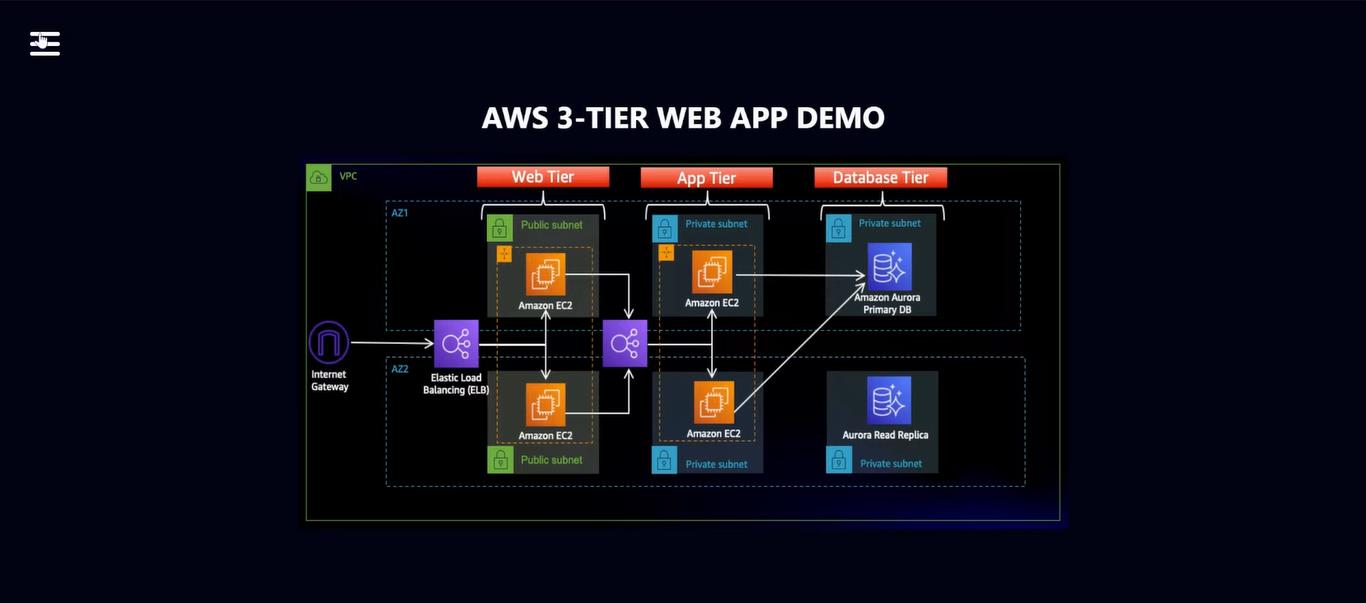 AWS 3-TIER WEB APP DEMO
VPC
Web Tier
App Tier
Database Tier
AZ1
Public subnet
Private subnet
Private subnet
Amazon EC2
Amazon EC2
Amazon Aurora
Primary DB
Internet
Gateway
Elastic Load
Balancing (ELB)
AZ2
Amazon EC2
Amazon EC2
Aurora Read Replica
Public subnet
Private subnet
Private subnet